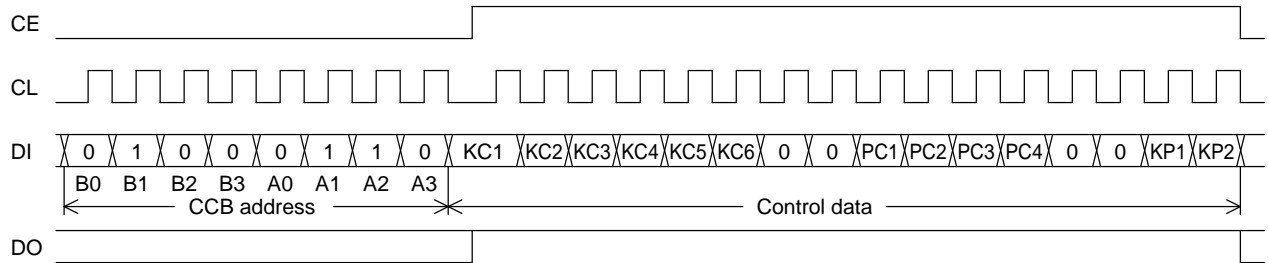 CE
CL
DI 0 1 0 0 0 1 1 0 KC1 KC2 KC3 KC4 KC5 KC6 0 0 PC1 PC2 PC3 PC4 0 0 KP1 KP2
B0 B1 B2 B3 A0 A1 A2 A3
CCB address Control data
DO